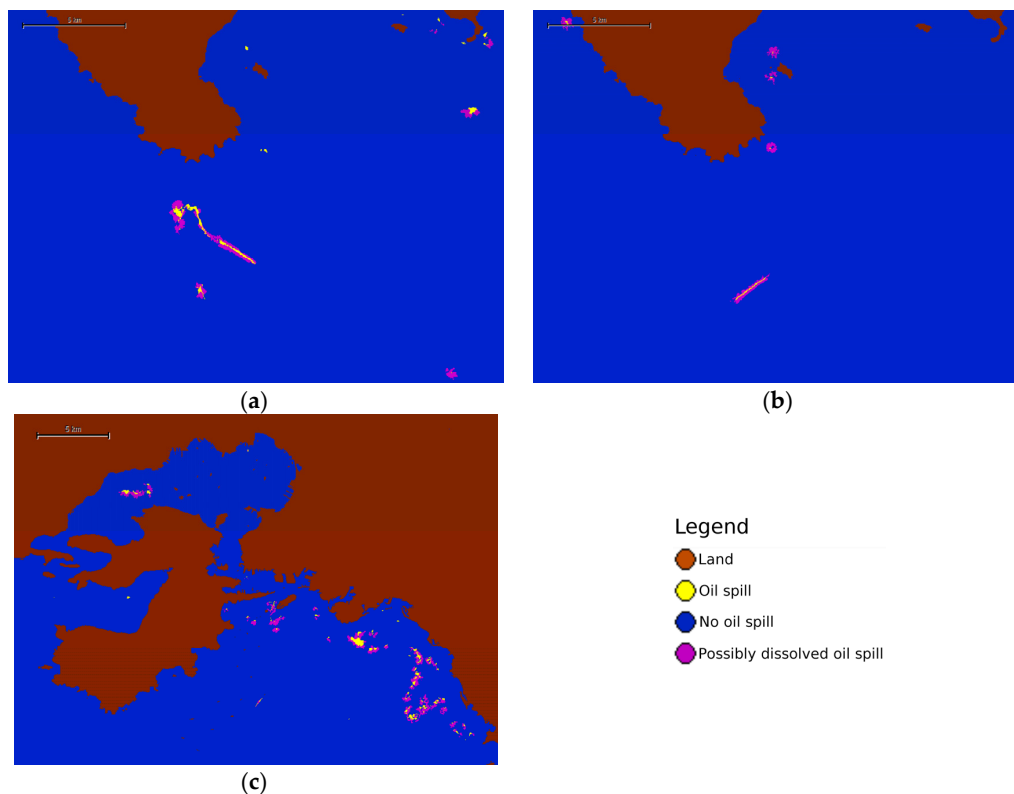 5 km
5 km
(a)
(b)
5 km
(c)
Legend
Land
Oil spill
No oil spill
Possibly dissolved oil spill